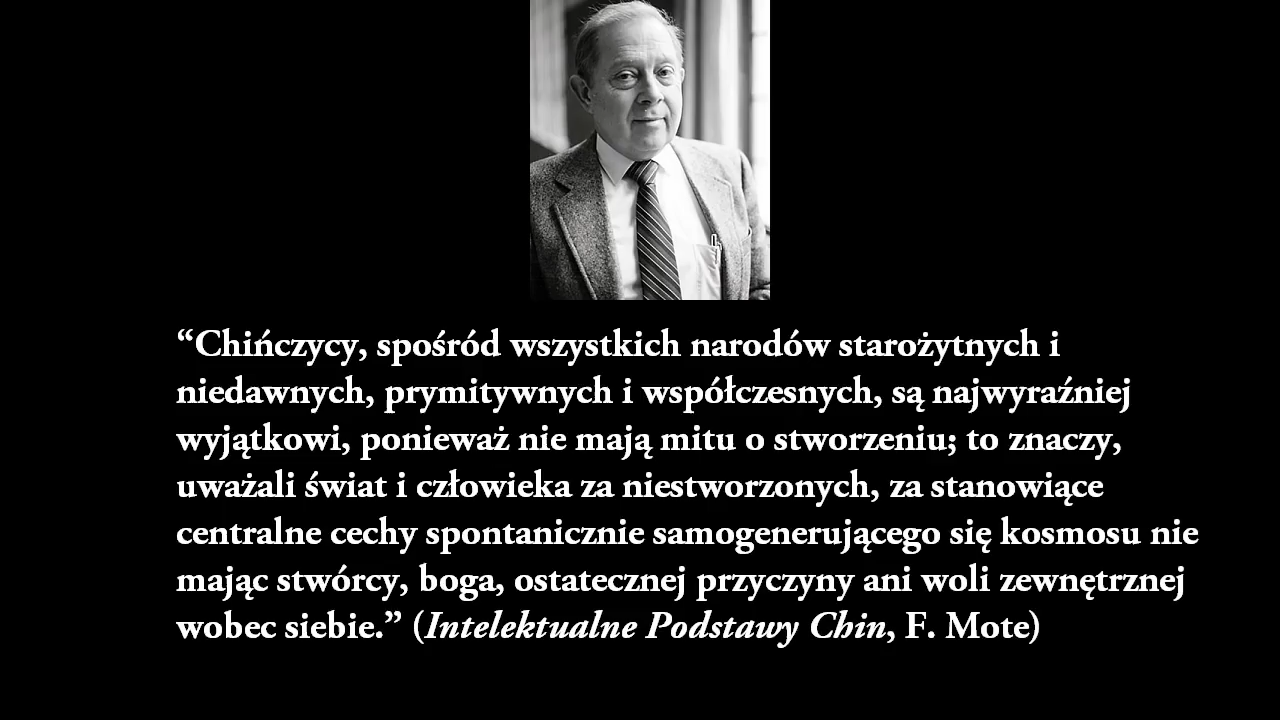 “Chińczycy, spośród wszystkich narodów starożytnych i
niedawnych, prymitywnych i współczesnych, są najwyraźniej
wyjątkowi, ponieważ nie mają mitu o stworzeniu; to znaczy,
uważali świat i człowieka za niestworzonych, za stanowiące
centralne cechy spontanicznie samogenerującego się kosmosu nie
mając stwórcy, boga, ostatecznej przyczyny ani woli zewnętrznej
wobec siebie.” (Intelektualne Podstawy Chin, F. Mote)